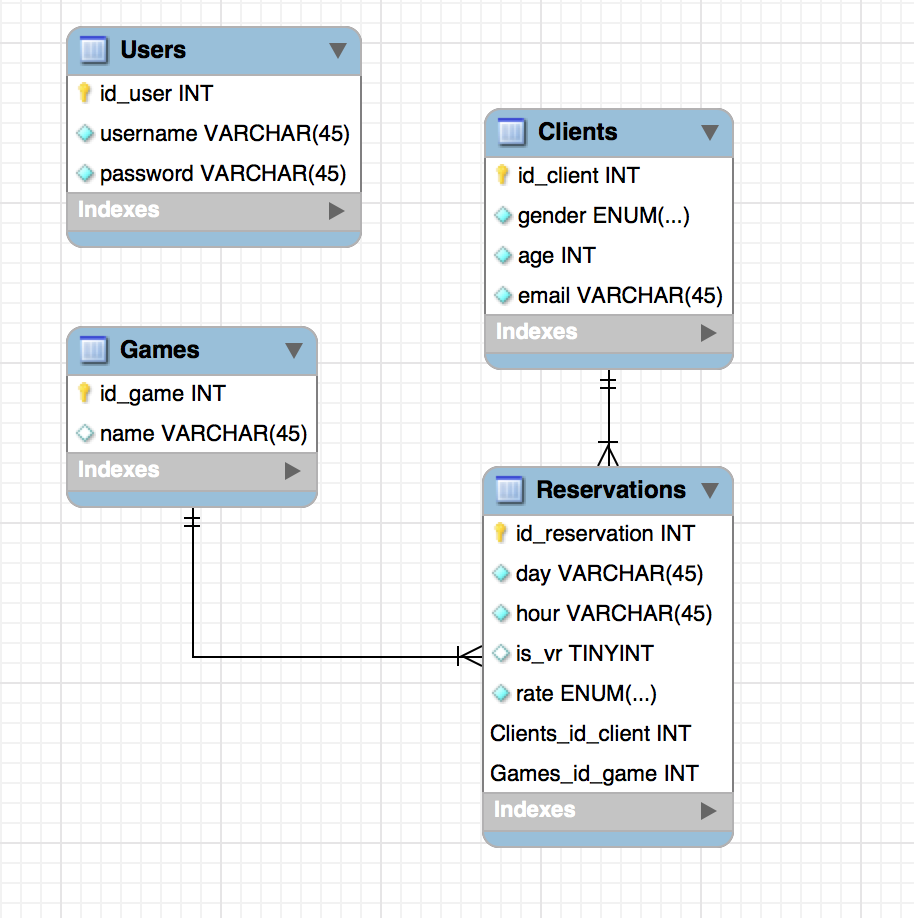 Users
id_user INT
username VARCHAR(45)
password VARCHAR(45)
Indexes
Clients
id_client INT
gender ENUM(...)
age INT
email VARCHAR(45)
Indexes
Games
id_game INT
name VARCHAR(45)
Indexes
Reservations
id_reservation INT
day VARCHAR(45)
hour VARCHAR(45)
is_vr TINYINT
rate ENUM(...)
Clients_id_client INT
Games_id_game INT
Indexes